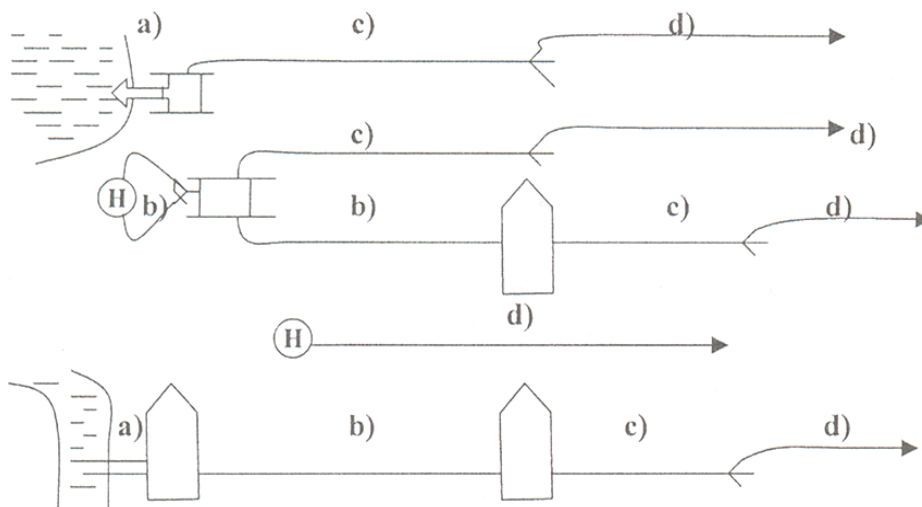 a) c) d)
c) d)
H b) b) c) d)
d)
H
a) b) c) d)